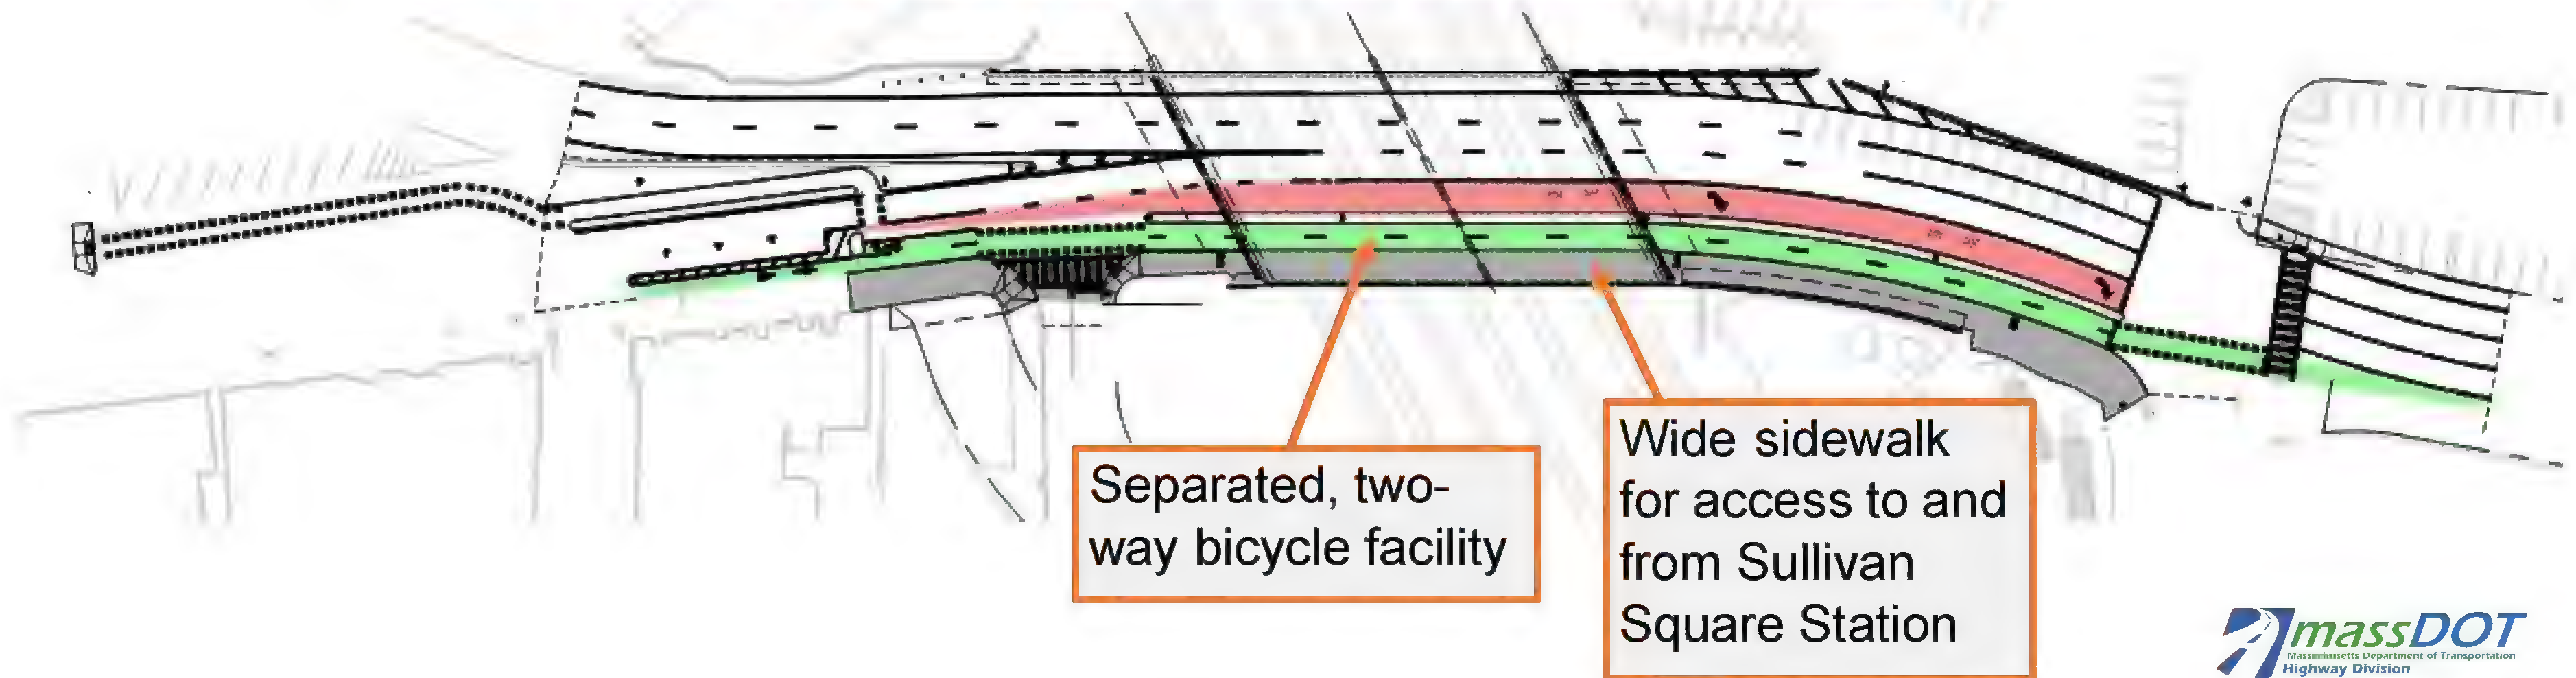 Separated, two-
way bicycle facility
Wide sidewalk
for access to and
from Sullivan
Square Station
massDOT
Massachusetts Department of Transportation
Highway Division